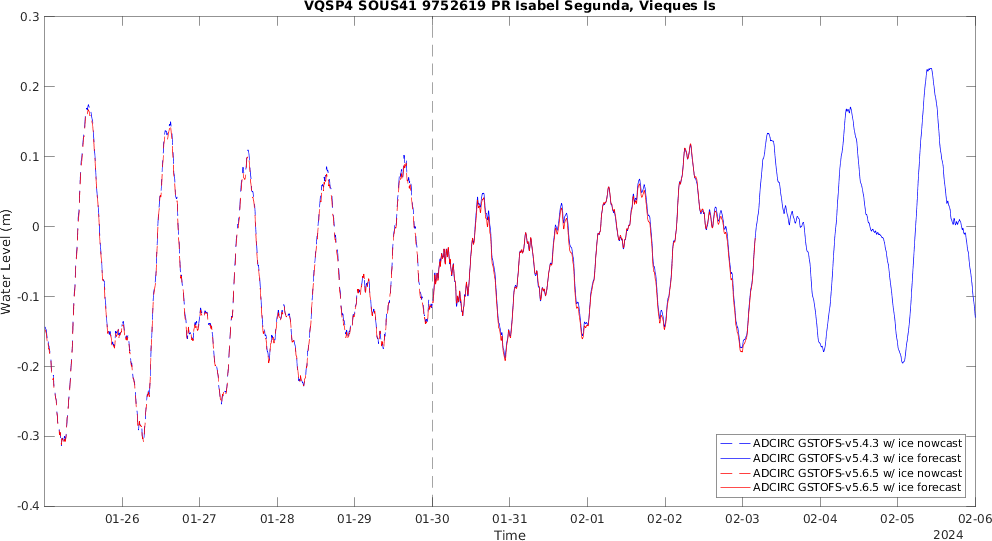 VQSP4 SOUS41 9752619 PR Isabel Segunda, Vieques Is
0.3
0.2
0.1
0
-0.1
-0.2
-0.3
-0.4
Water Level (m)
ADCIRC GSTOFS-v5.4.3 w/ ice nowcast
ADCIRC GSTOFS-v5.4.3 w/ ice forecast
ADCIRC GSTOFS-v5.6.5 w/ ice nowcast
ADCIRC GSTOFS-v5.6.5 w/ ice forecast
01-26 01-27 01-28 01-29 01-30 01-31 02-01 02-02 02-03 02-04 02-05 02-06
Time
2024